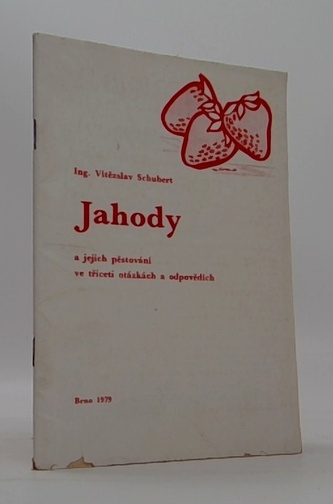 Ing. Vítězslav Schubert
Jahody
a jejich pěstování
ve třiceti otázkách a odpovědích
Brno 1979